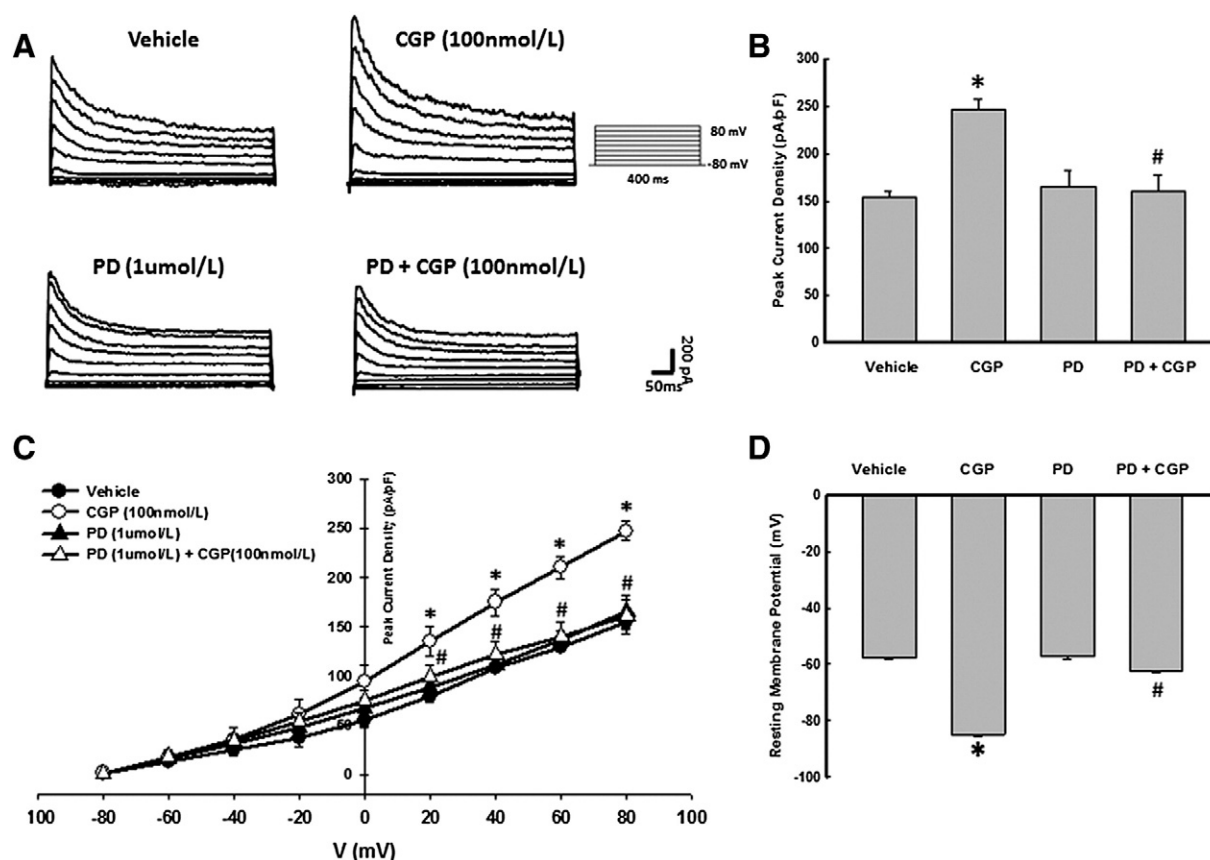 A
Vehicle
CGP (100nmol/L)
80 mV
-80 mV
400 ms
PD (1umol/L)
PD + CGP (100nmol/L)
200 pA
50ms
B
Peak Current Density (pA/pF)
300
250
200
150
100
50
0
*
#
Vehicle
CGP
PD
PD + CGP
C
Vehicle
CGP (100nmol/L)
PD (1umol/L)
PD (1umol/L) + CGP(100nmol/L)
Peak Current Density (pA/pF)
300
250
200
150
100
50
0
* * * *
# # # #
100 -80 -60 -40 -20 0 20 40 60 80 100
V (mV)
D
Vehicle
CGP
PD
PD + CGP
Resting Membrane Potential (mV)
0
-20
-40
-60
-80
-100
*
#